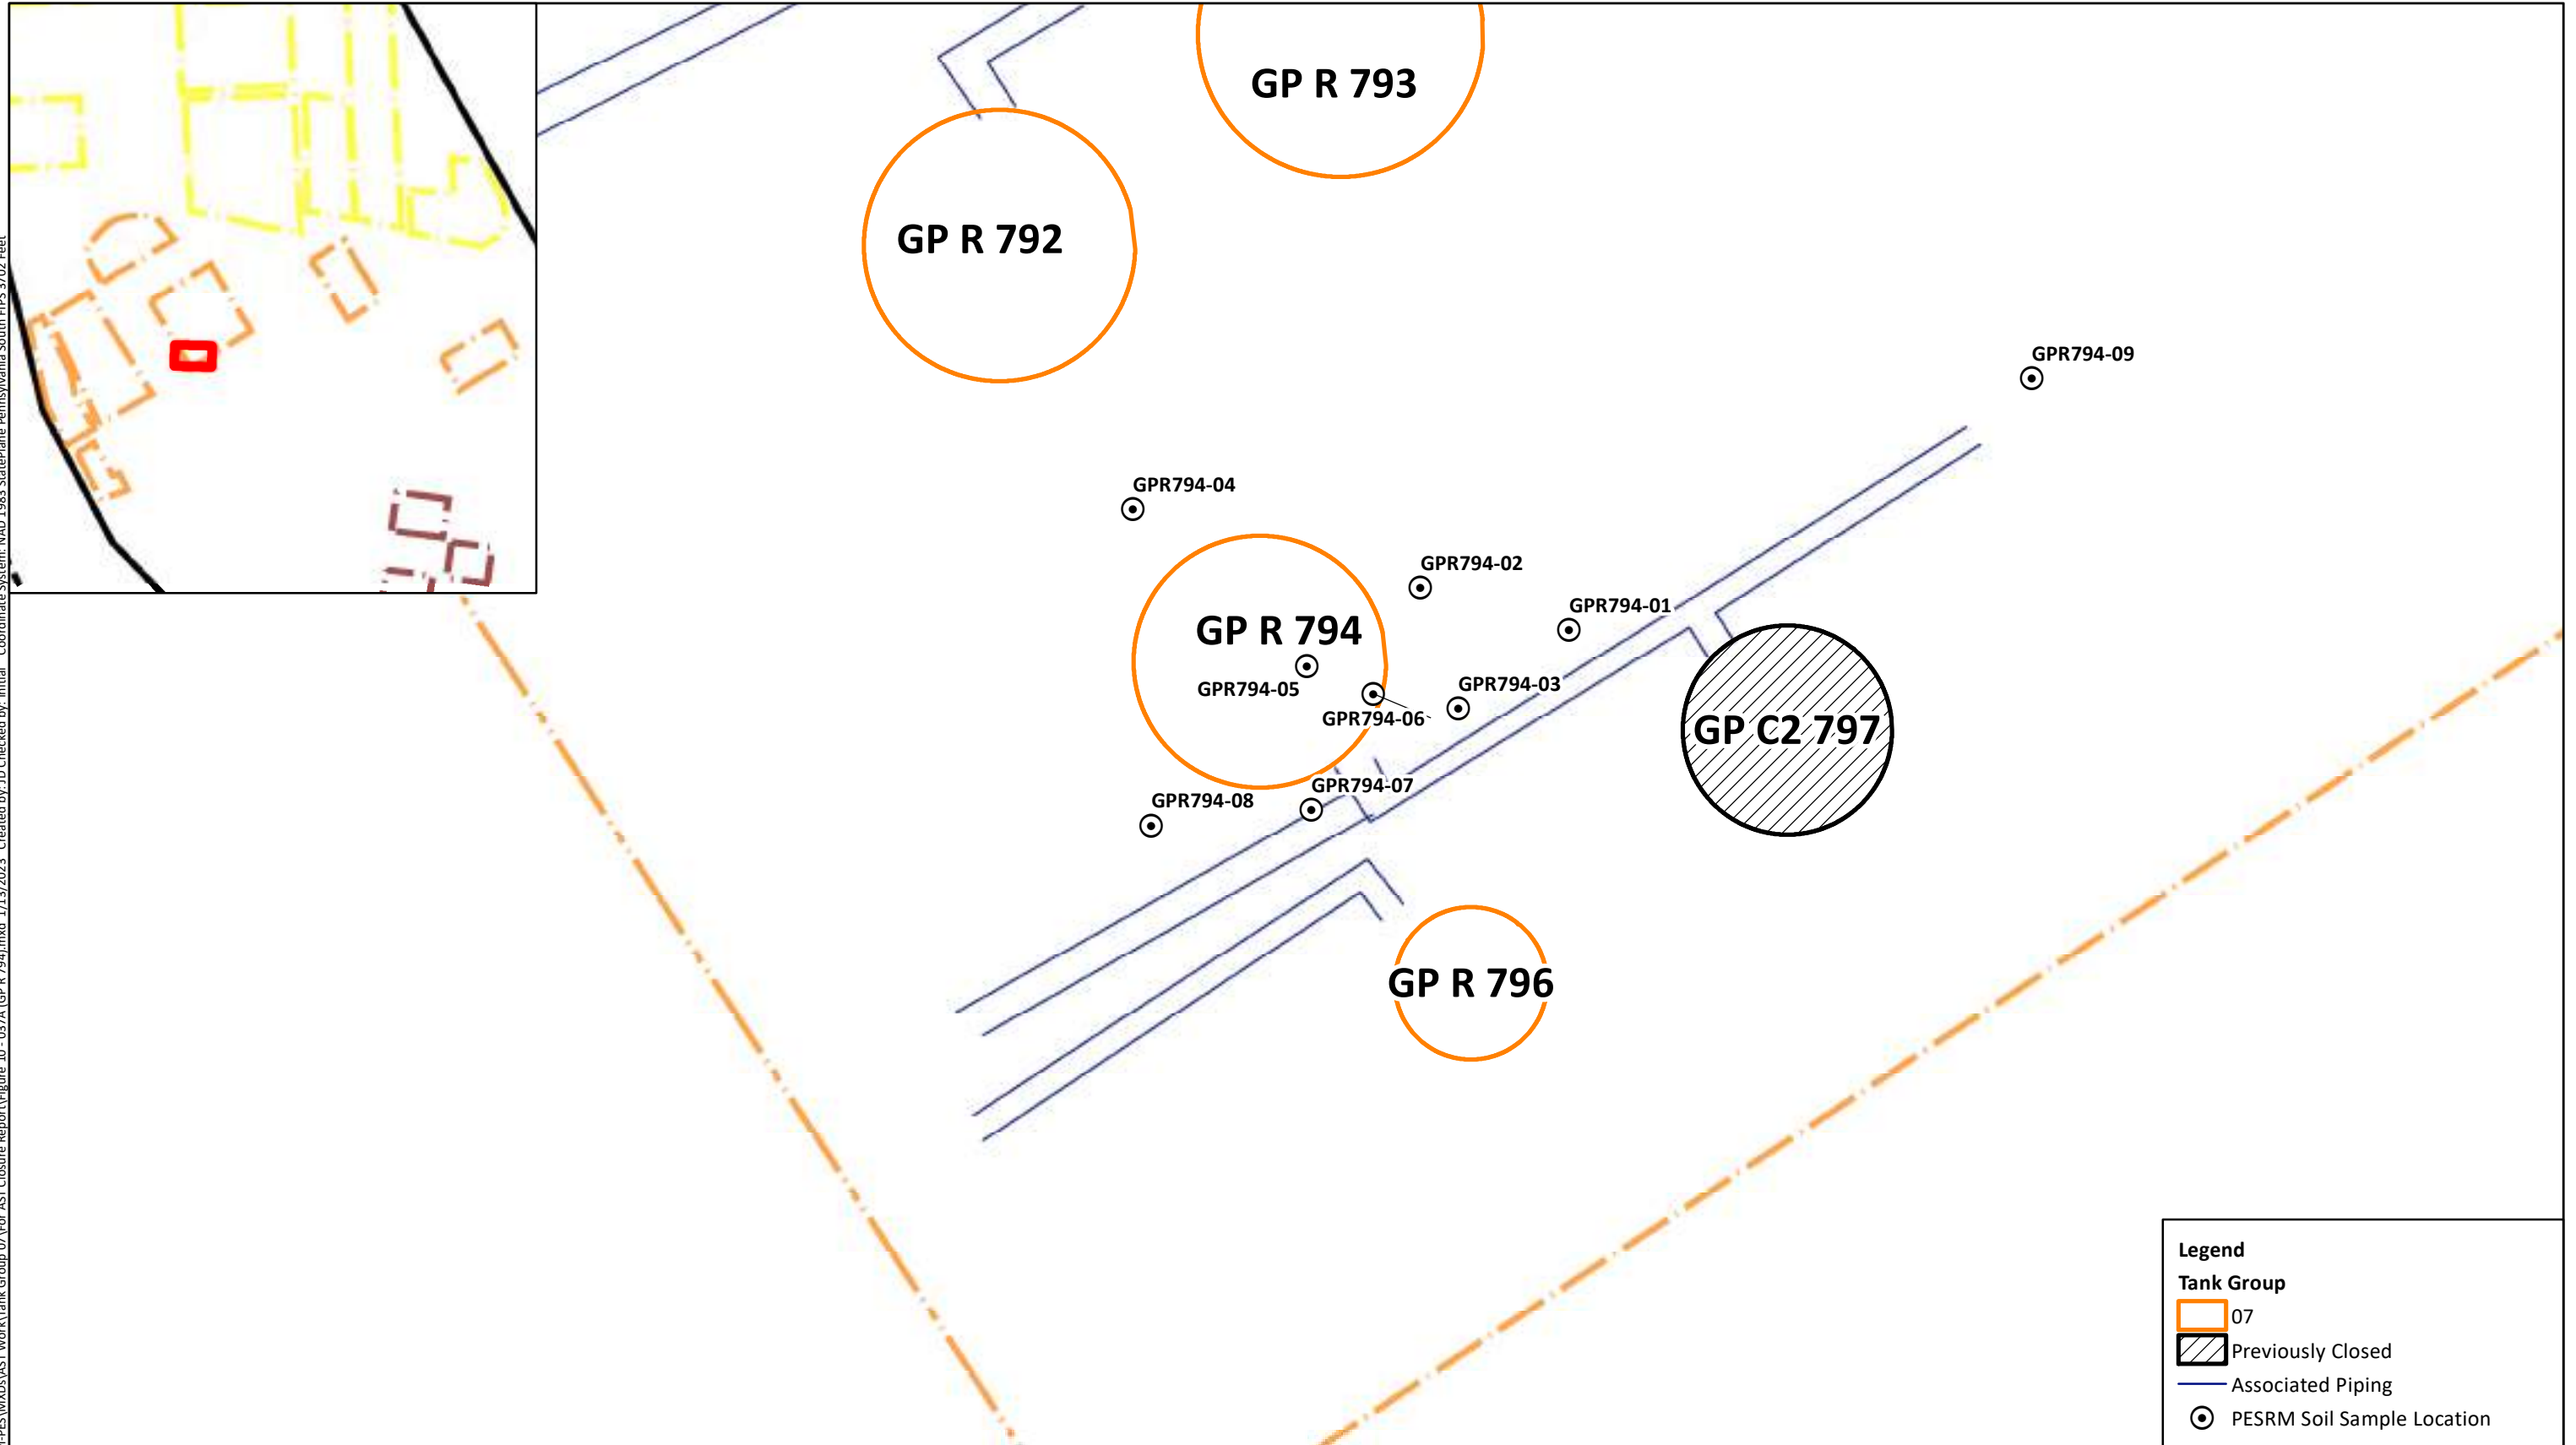 GP R 793
GP R 792
GPR794-09
GPR794-04
GPR794-02
GPR794-01
GP R 794
GPR794-05
GPR794-03
GPR794-06
GP C2 797
GPR794-07
GPR794-08
GP R 796
Legend
Tank Group
07
Previously Closed
Associated Piping
PESRM Soil Sample Location